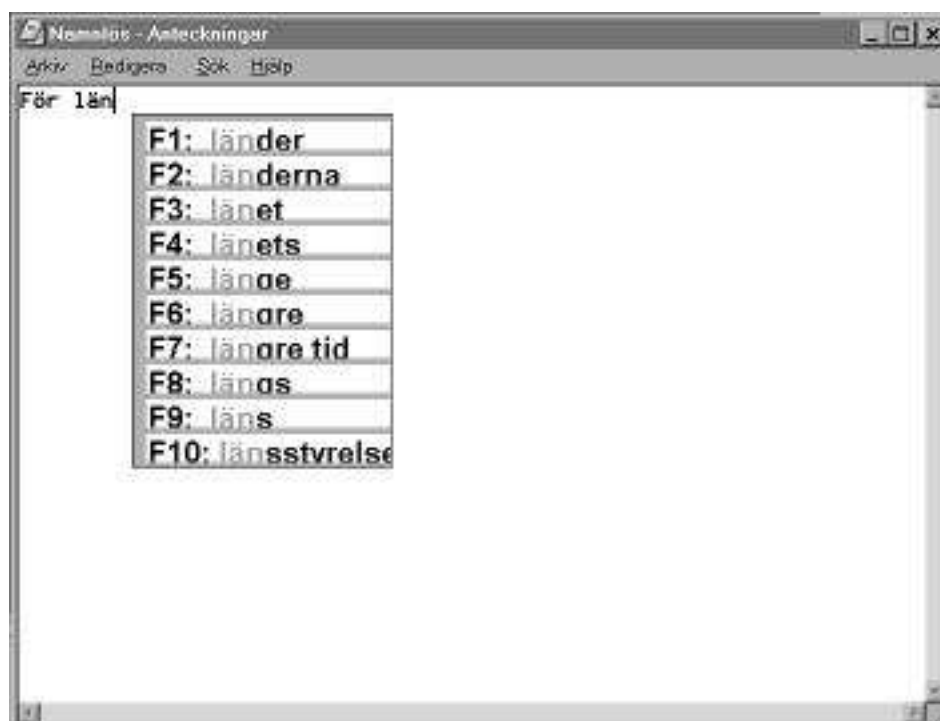 Namnlös - Anteckningar
Arkiv Redigera Sök Hjälp
För län
F1: länder
F2: länderna
F3: länet
F4: länets
F5: länge
F6: längre
F7: längre tid
F8: längs
F9: läns
F10: länsstyrelse